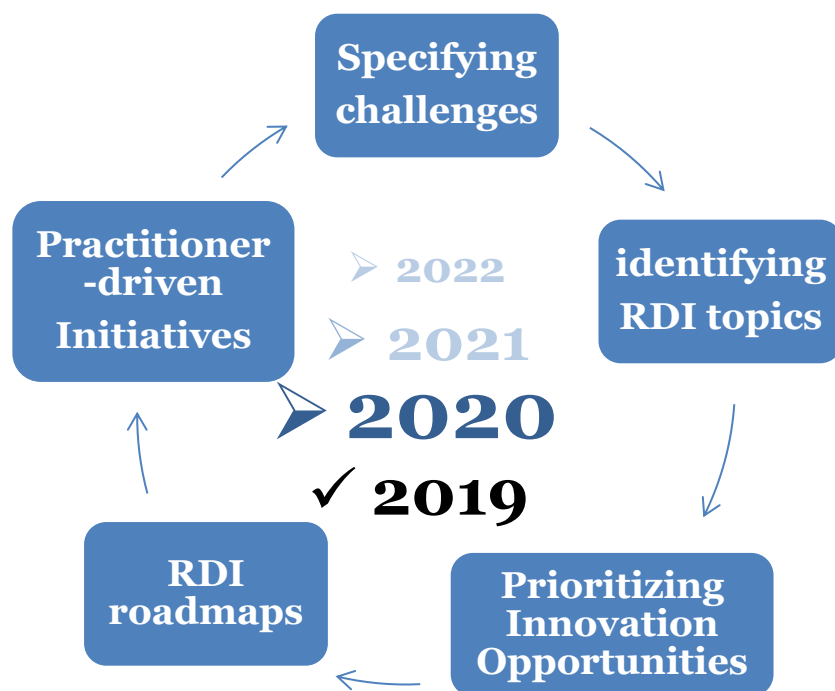 Specifying
challenges
identifying
RDI topics
Prioritizing
Innovation
Opportunities
RDI
roadmaps
Practitioner
-driven
Initiatives
➢ 2022
➢ 2021
➢ 2020
✓ 2019